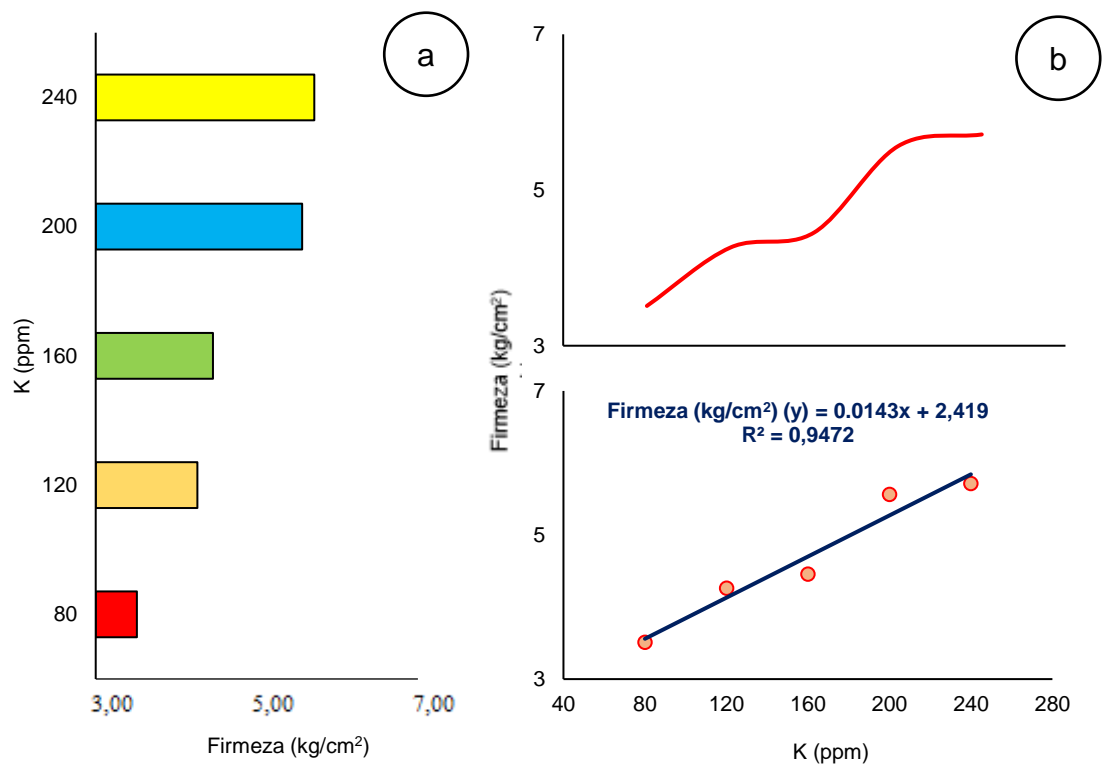 a
240
200
160
120
80
K (ppm)
3,00 5,00 7,00
Firmeza (kg/cm²)
b
7
5
3
Firmeza (kg/cm²)
7
5
3
Firmeza (kg/cm²) (y) = 0.0143x + 2,419
R² = 0,9472
40 80 120 160 200 240 280
K (ppm)